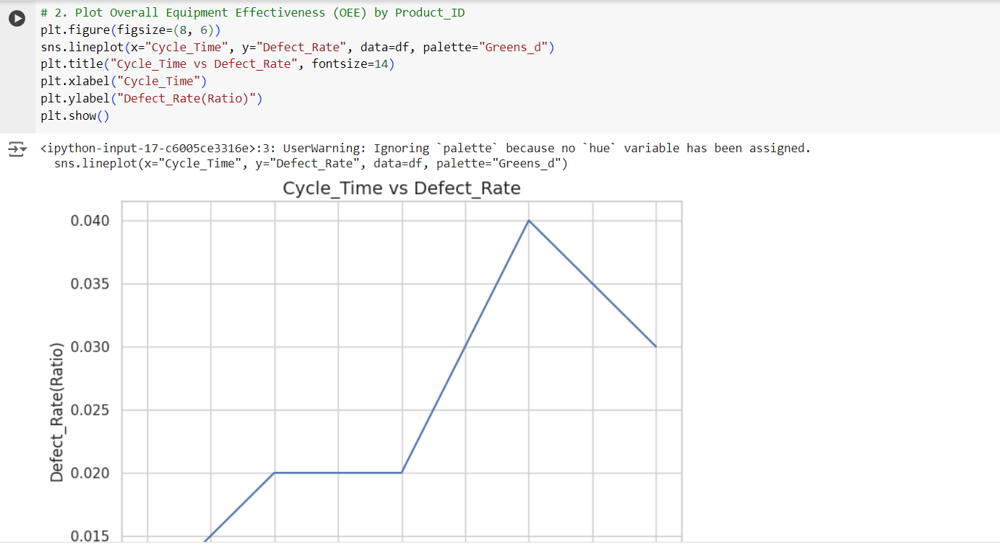 # 2. Plot Overall Equipment Effectiveness (OEE) by Product_ID
plt.figure(figsize=(8, 6))
sns.lineplot(x="Cycle_Time", y="Defect_Rate", data=df, palette="Greens_d")
plt.title("Cycle_Time vs Defect_Rate", fontsize=14)
plt.xlabel("Cycle_Time")
plt.ylabel("Defect_Rate(Ratio)")
plt.show()
<ipython-input-17-c6005ce3316e>:3: UserWarning: Ignoring `palette` because no `hue` variable has been assigned.
  sns.lineplot(x="Cycle_Time", y="Defect_Rate", data=df, palette="Greens_d")
Cycle_Time vs Defect_Rate
0.040
0.035
0.030
0.025
0.020
0.015
Defect_Rate(Ratio)